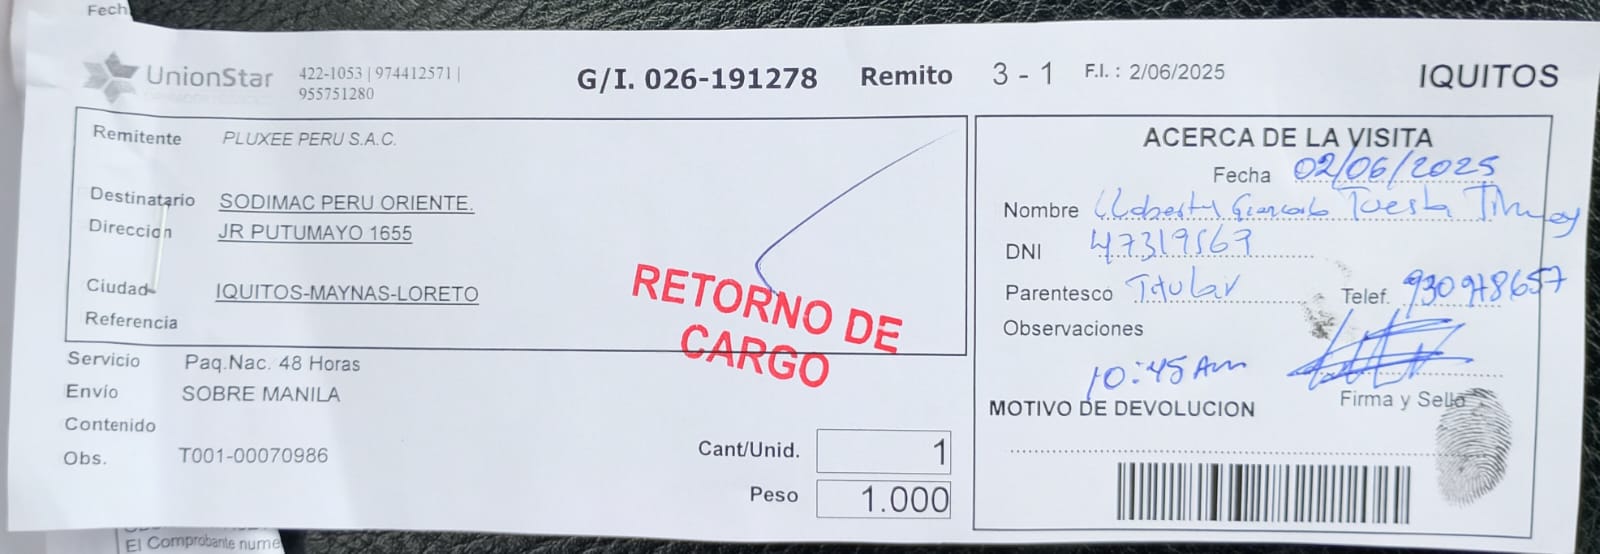 Fech
UnionStar 422-1053 | 974412571 | 955751280
G/I. 026-191278 Remito 3 - 1 F.I. : 2/06/2025 IQUITOS
Remitente PLUXEE PERU S.A.C.
Destinatario SODIMAC PERU ORIENTE.
Direccion JR PUTUMAYO 1655
Ciudad IQUITOS-MAYNAS-LORETO
Referencia
RETORNO DE
CARGO
Servicio Paq.Nac. 48 Horas
Envío SOBRE MANILA
Contenido
Obs. T001-00070986
Cant/Unid. 1
Peso 1.000
ACERCA DE LA VISITA
Fecha 02/06/2025
Nombre Giancarlo Tuesta
DNI 47319567
Parentesco Titular Telef. 930978657
Observaciones
10:45 Am
Firma y Sello
MOTIVO DE DEVOLUCION
El Comprobante nume